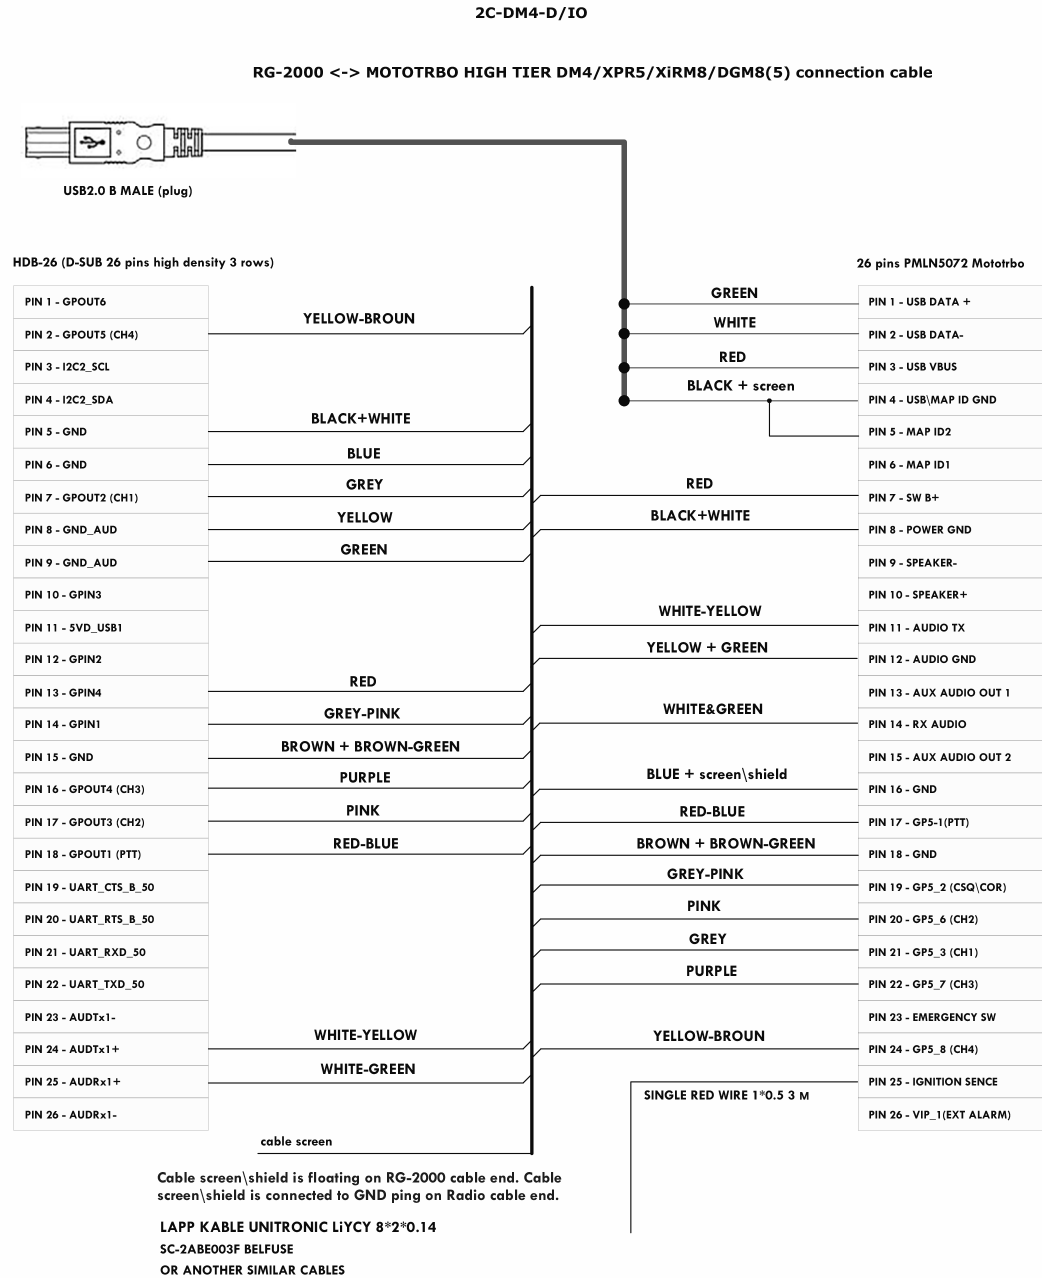 2C-DM4-D/IO
RG-2000 <-> MOTOTRBO HIGH TIER DM4/XPR5/XiRM8/DGM8(5) connection cable
USB2.0 B MALE (plug)
HDB-26 (D-SUB 26 pins high density 3 rows)
PIN 1 - GPOUT6
PIN 2 - GPOUT5 (CH4)
PIN 3 - I2C2_SCL
PIN 4 - I2C2_SDA
PIN 5 - GND
PIN 6 - GND
PIN 7 - GPOUT2 (CH1)
PIN 8 - GND_AUD
PIN 9 - GND_AUD
PIN 10 - GPIN3
PIN 11 - 5VD_USB1
PIN 12 - GPIN2
PIN 13 - GPIN4
PIN 14 - GPIN1
PIN 15 - GND
PIN 16 - GPOUT4 (CH3)
PIN 17 - GPOUT3 (CH2)
PIN 18 - GPOUT1 (PTT)
PIN 19 - UART_CTS_B_50
PIN 20 - UART_RTS_B_50
PIN 21 - UART_RXD_50
PIN 22 - UART_TXD_50
PIN 23 - AUDTx1-
PIN 24 - AUDTx1+
PIN 25 - AUDRx1+
PIN 26 - AUDRx1-
YELLOW-BROUN
BLACK+WHITE
BLUE
GREY
YELLOW
GREEN
RED
GREY-PINK
BROWN + BROWN-GREEN
PURPLE
PINK
RED-BLUE
WHITE-YELLOW
WHITE-GREEN
cable screen
GREEN
WHITE
RED
BLACK + screen
RED
BLACK+WHITE
WHITE-YELLOW
YELLOW + GREEN
WHITE&GREEN
BLUE + screen\shield
RED-BLUE
BROWN + BROWN-GREEN
GREY-PINK
PINK
GREY
PURPLE
YELLOW-BROUN
SINGLE RED WIRE 1*0.5 3 м
26 pins PMLN5072 Mototrbo
PIN 1 - USB DATA +
PIN 2 - USB DATA-
PIN 3 - USB VBUS
PIN 4 - USB\MAP ID GND
PIN 5 - MAP ID2
PIN 6 - MAP ID1
PIN 7 - SW B+
PIN 8 - POWER GND
PIN 9 - SPEAKER-
PIN 10 - SPEAKER+
PIN 11 - AUDIO TX
PIN 12 - AUDIO GND
PIN 13 - AUX AUDIO OUT 1
PIN 14 - RX AUDIO
PIN 15 - AUX AUDIO OUT 2
PIN 16 - GND
PIN 17 - GP5-1(PTT)
PIN 18 - GND
PIN 19 - GP5_2 (CSQ\COR)
PIN 20 - GP5_6 (CH2)
PIN 21 - GP5_3 (CH1)
PIN 22 - GP5_7 (CH3)
PIN 23 - EMERGENCY SW
PIN 24 - GP5_8 (CH4)
PIN 25 - IGNITION SENCE
PIN 26 - VIP_1(EXT ALARM)
Cable screen\shield is floating on RG-2000 cable end. Cable
screen\shield is connected to GND ping on Radio cable end.
LAPP KABLE UNITRONIC LiYCY 8*2*0.14
SC-2ABE003F BELFUSE
OR ANOTHER SIMILAR CABLES